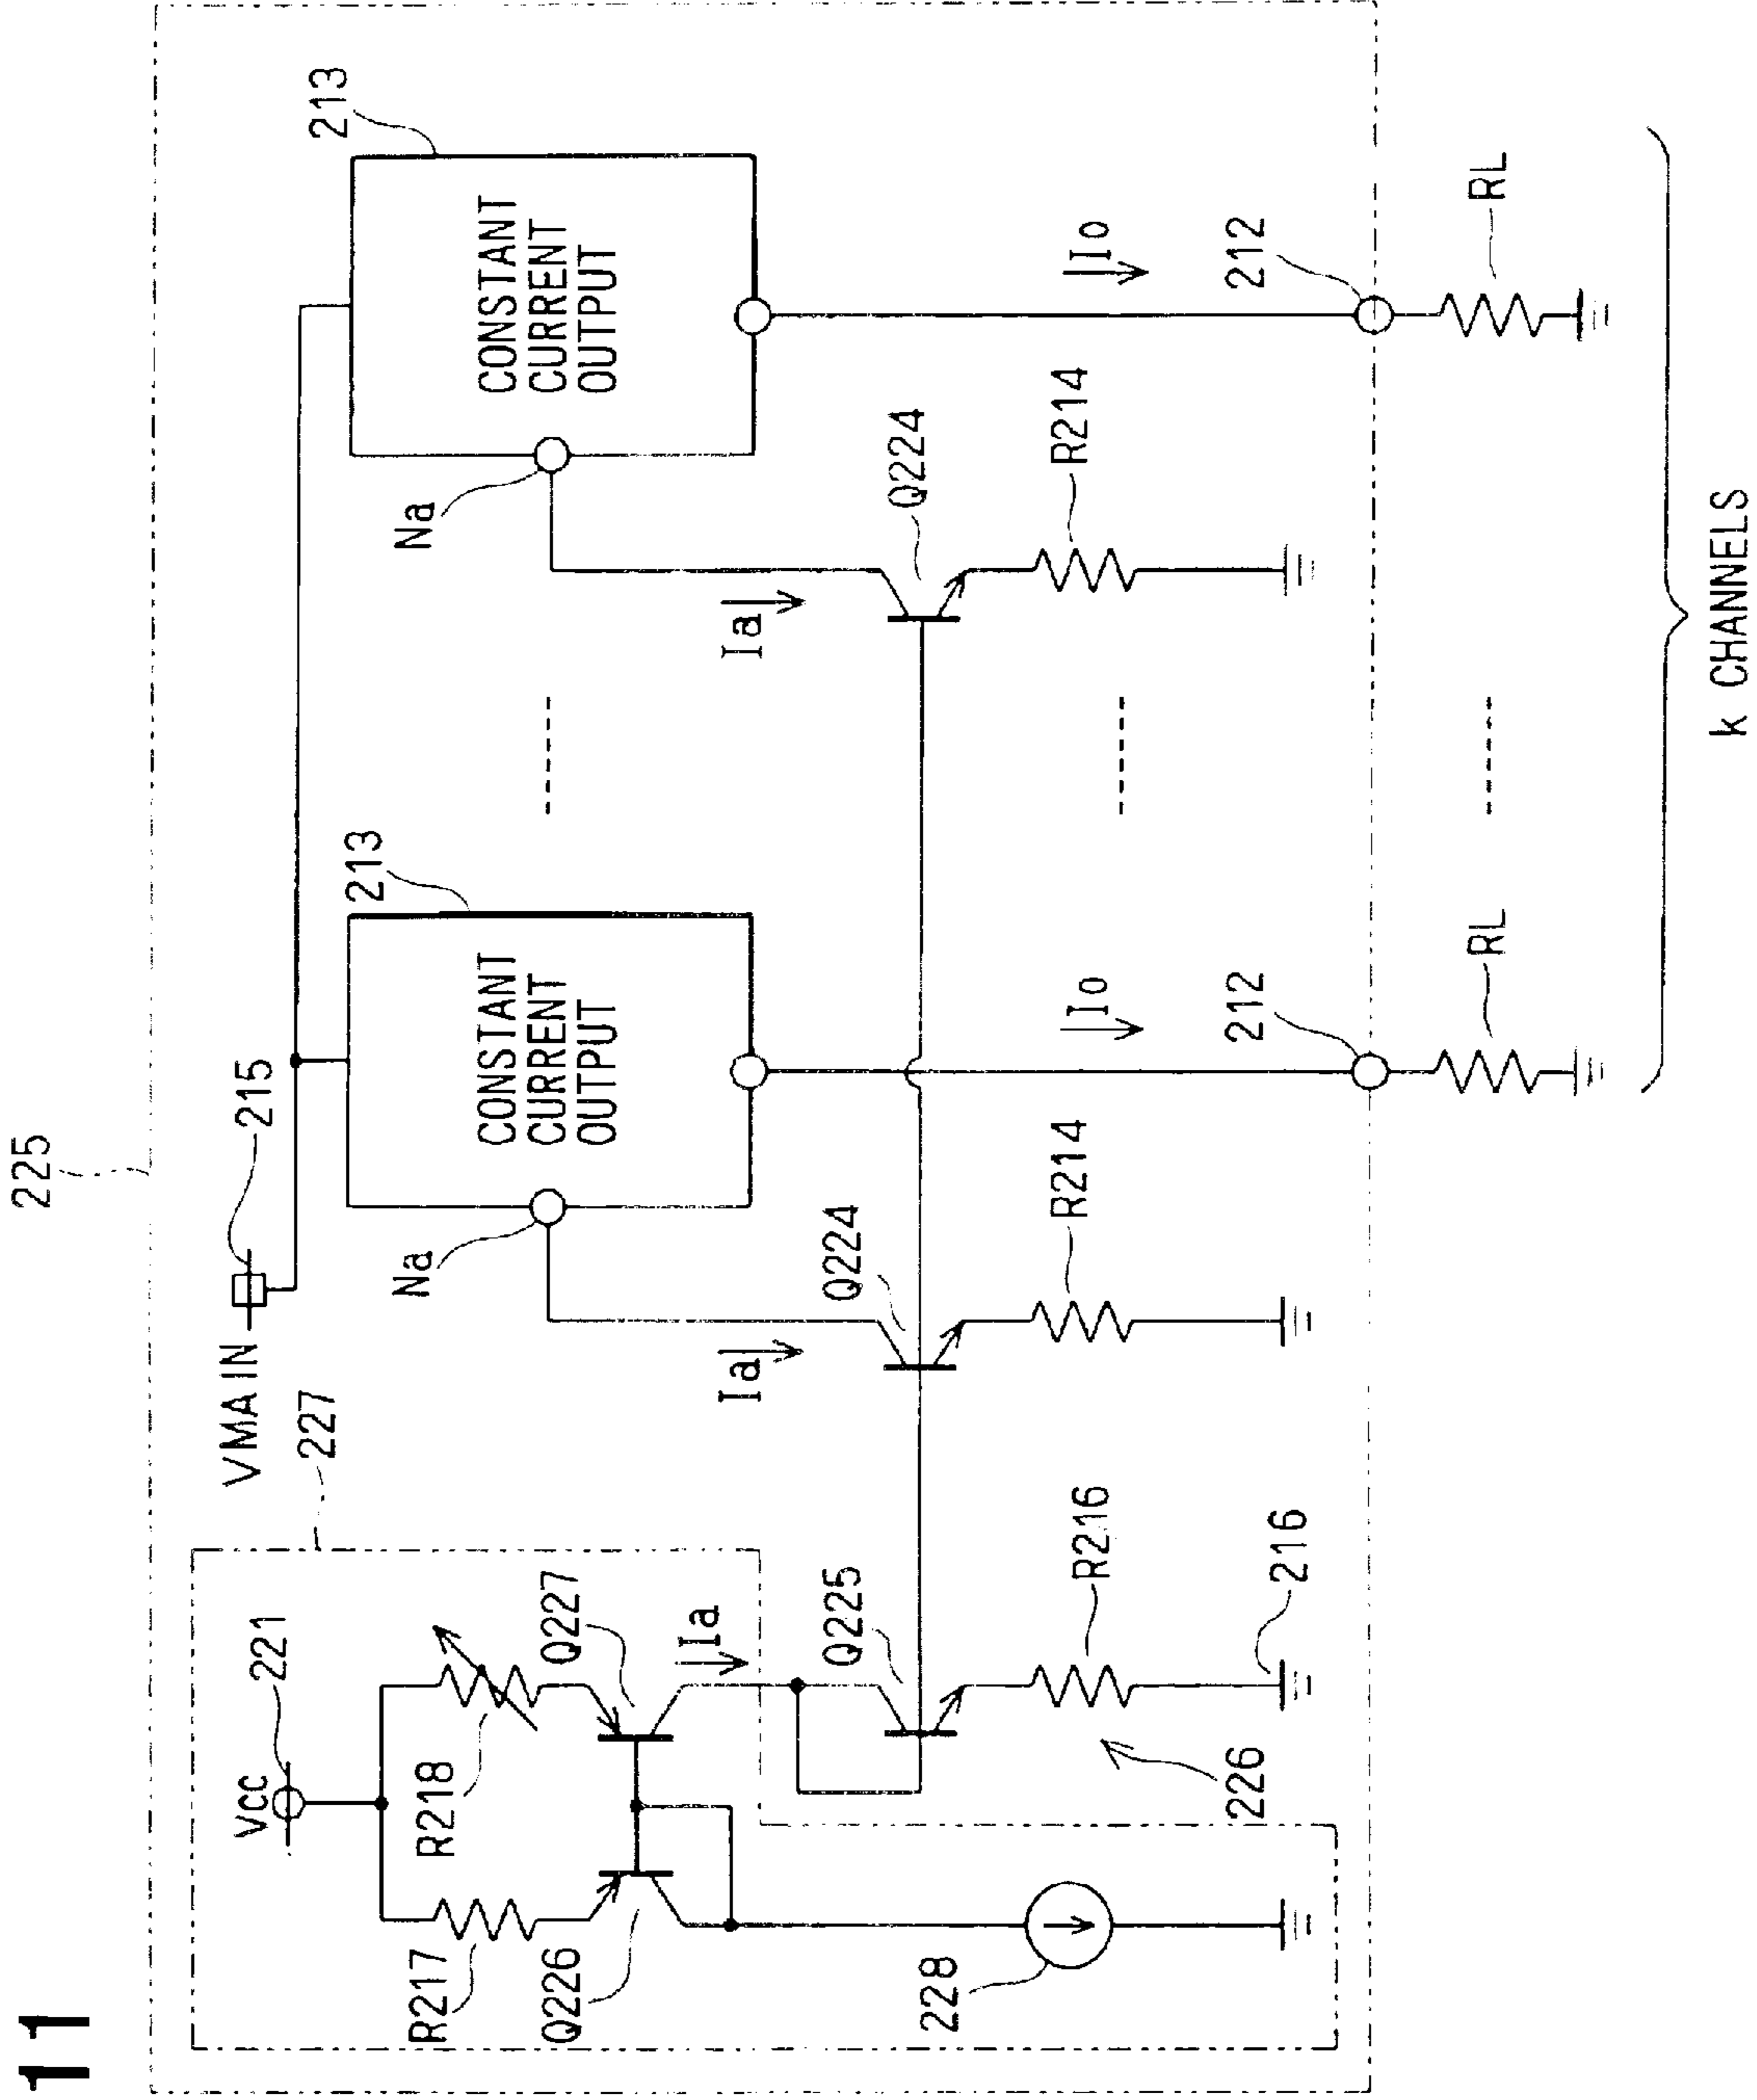 11
225
VMAIN
215
213
213
227
VCC
221
CONSTANT
CURRENT
OUTPUT
CONSTANT
CURRENT
OUTPUT
R217
R218
Q226
Q227
Na
Na
Ia
Ia
Ia
Q225
Q224
Q224
228
226
R216
R214
R214
Io
Io
216
212
212
RL
RL
k CHANNELS